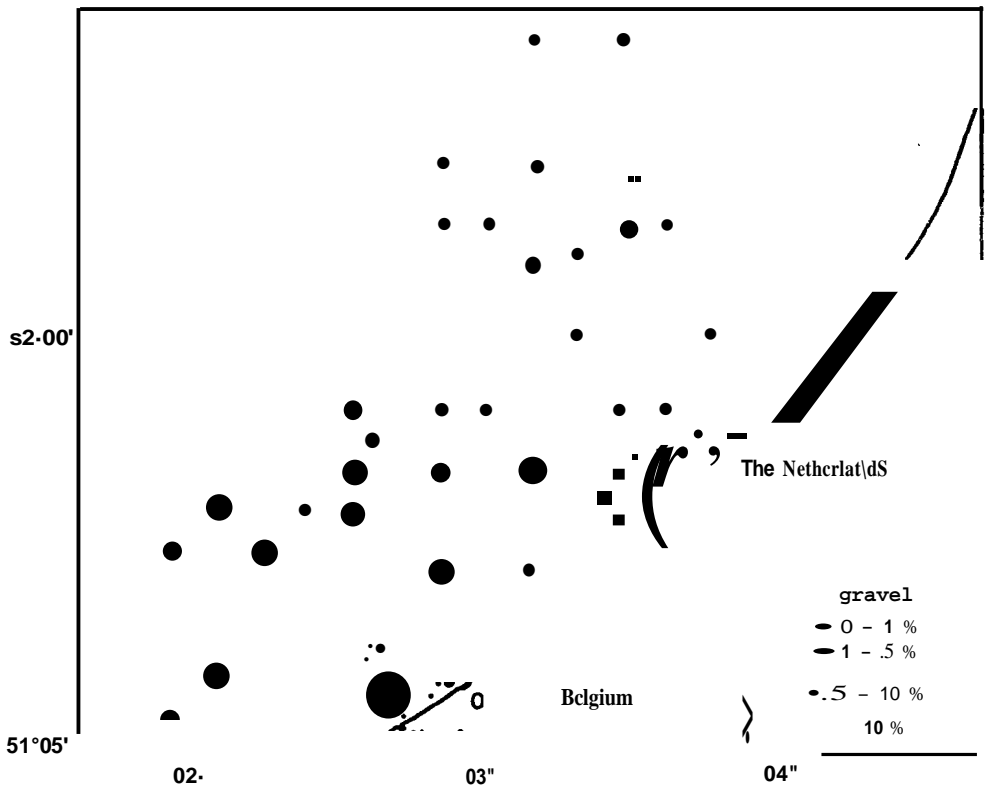 s2·00'
The Nethcrlat\dS
gravel
0 – 1 %
1 – .5 %
.5 – 10 %
Bclgium
10 %
51°05'
02·
03"
04"